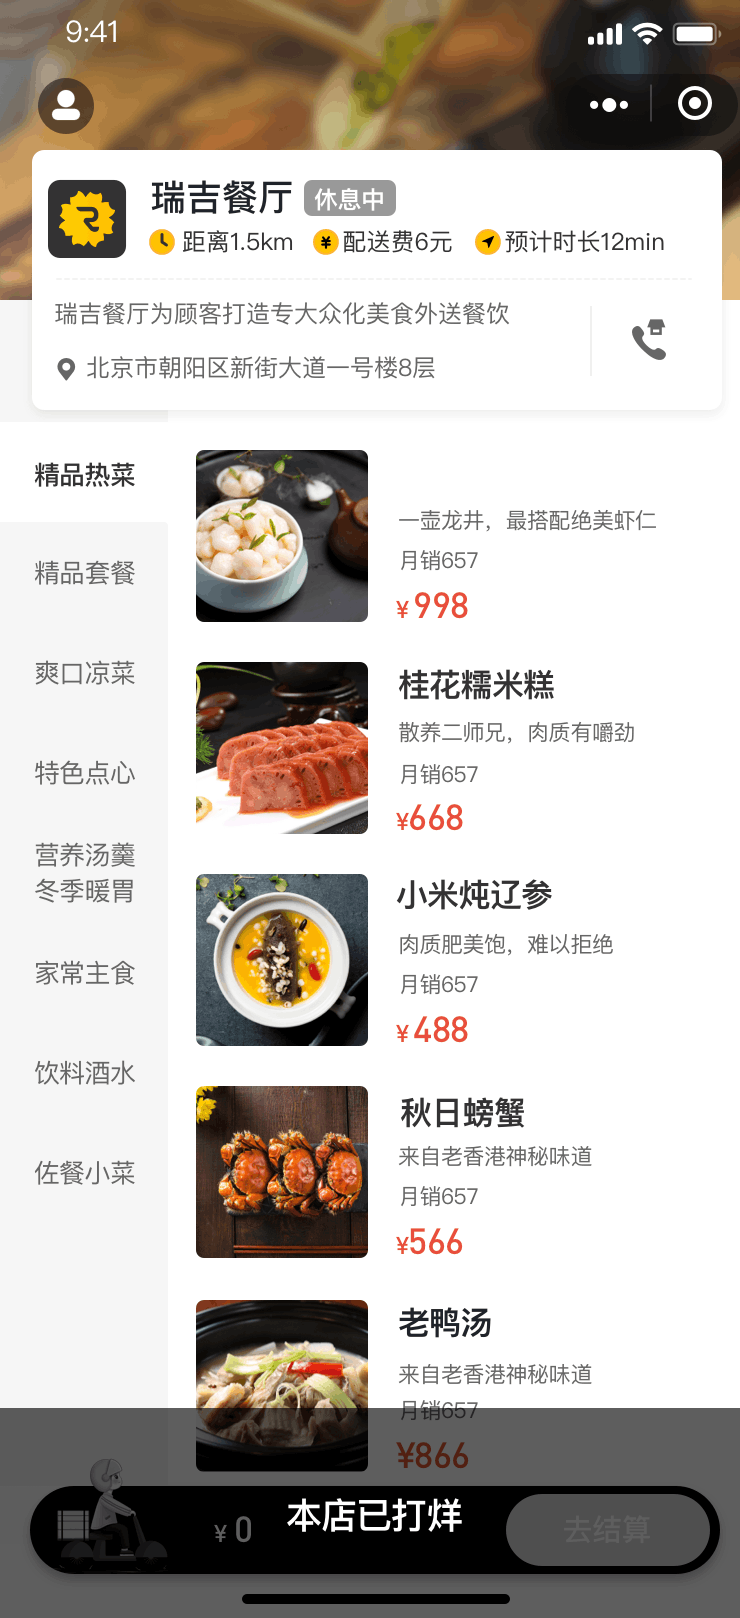 9:41
瑞吉餐厅 休息中
距离1.5km ¥ 配送费6元 预计时长12min
瑞吉餐厅为顾客打造专大众化美食外送餐饮
北京市朝阳区新街大道一号楼8层
精品热菜
精品套餐
爽口凉菜
特色点心
营养汤羹
冬季暖胃
家常主食
饮料酒水
佐餐小菜
一壶龙井，最搭配绝美虾仁
月销657
¥ 998
桂花糯米糕
散养二师兄，肉质有嚼劲
月销657
¥668
小米炖辽参
肉质肥美饱，难以拒绝
月销657
¥ 488
秋日螃蟹
来自老香港神秘味道
月销657
¥566
老鸭汤
来自老香港神秘味道
月销657
¥866
¥ 0 本店已打烊 去结算